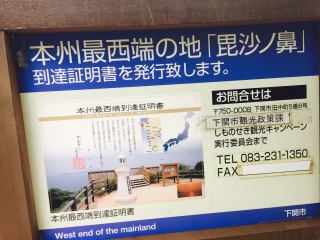 本州最西端の地「毘沙ノ鼻」
到達証明書を発行致します。
本州最西端到達証明書
お問合せは
〒750-0008 下関市田中町5番6号
下関市観光政策課
しものせき観光キャンペーン
実行委員会まで
TEL 083-231-1350
FAX
本州最西端到達証明書
West end of the mainland
下関市